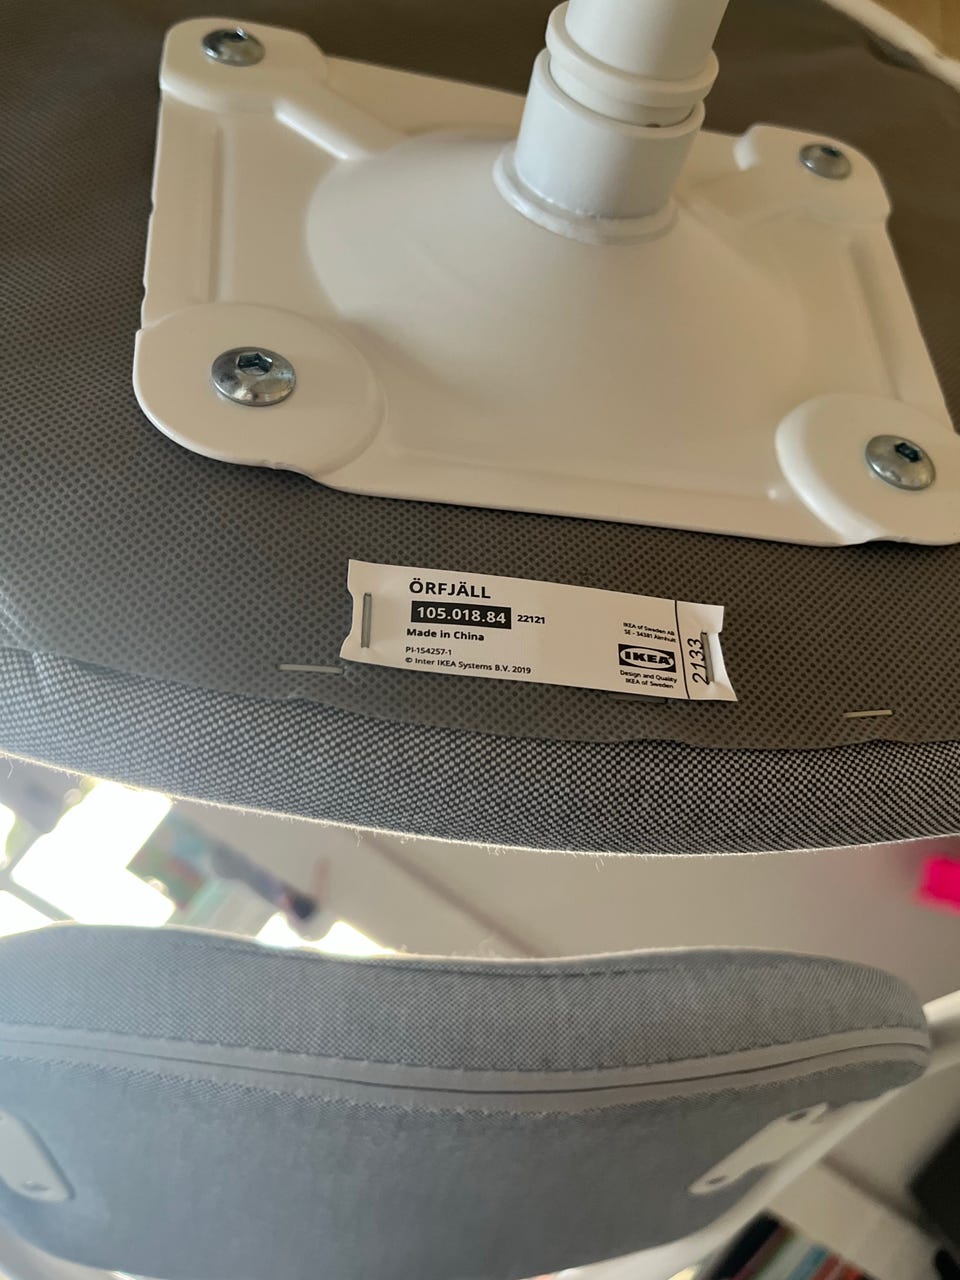 ÖRFJÄLL
105.018.84 22121
Made in China
PI-154257-1
© Inter IKEA Systems B.V. 2019
IKEA of Sweden AB
SE - 34381 Älmhult
IKEA
Design and Quality
IKEA of Sweden
2133